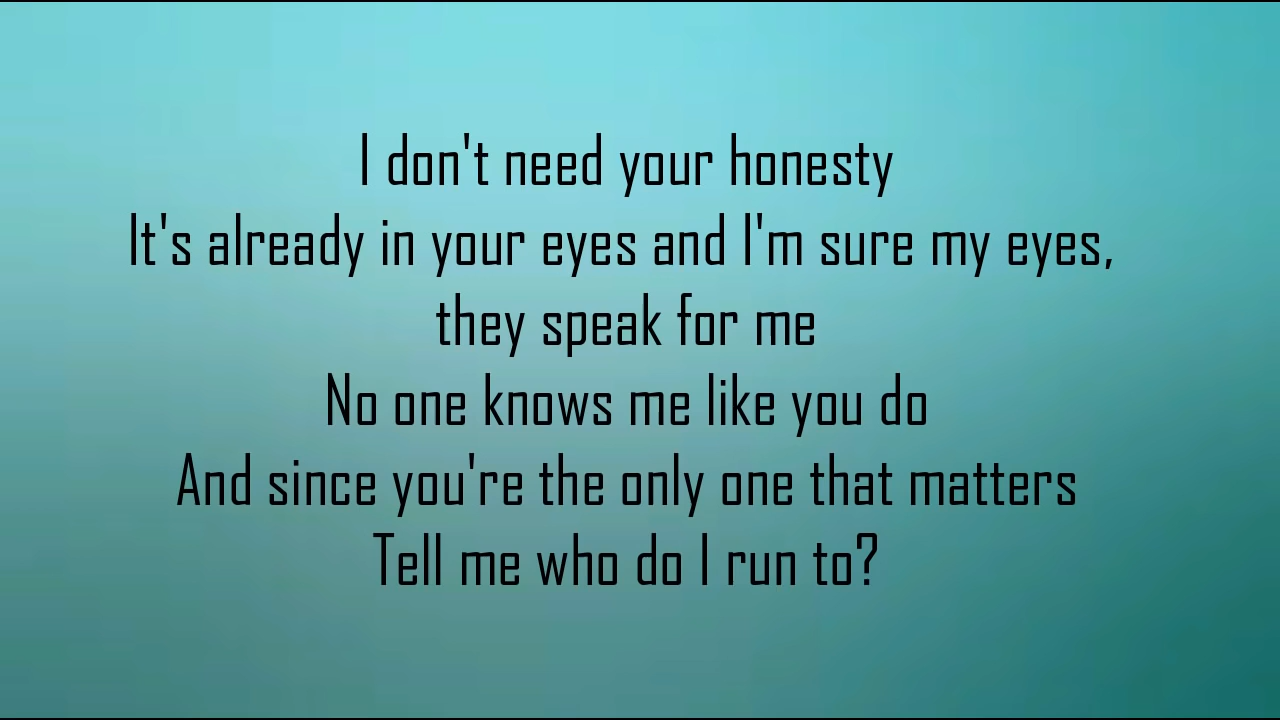 I don't need your honesty
It's already in your eyes and I'm sure my eyes,
they speak for me
No one knows me like you do
And since you're the only one that matters
Tell me who do I run to?